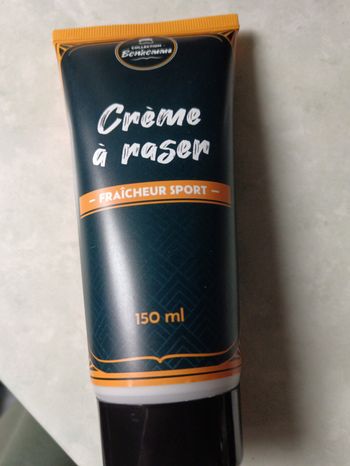 COLLECTION
Bonhomme
Crème
à raser
— FRAÎCHEUR SPORT —
150 ml